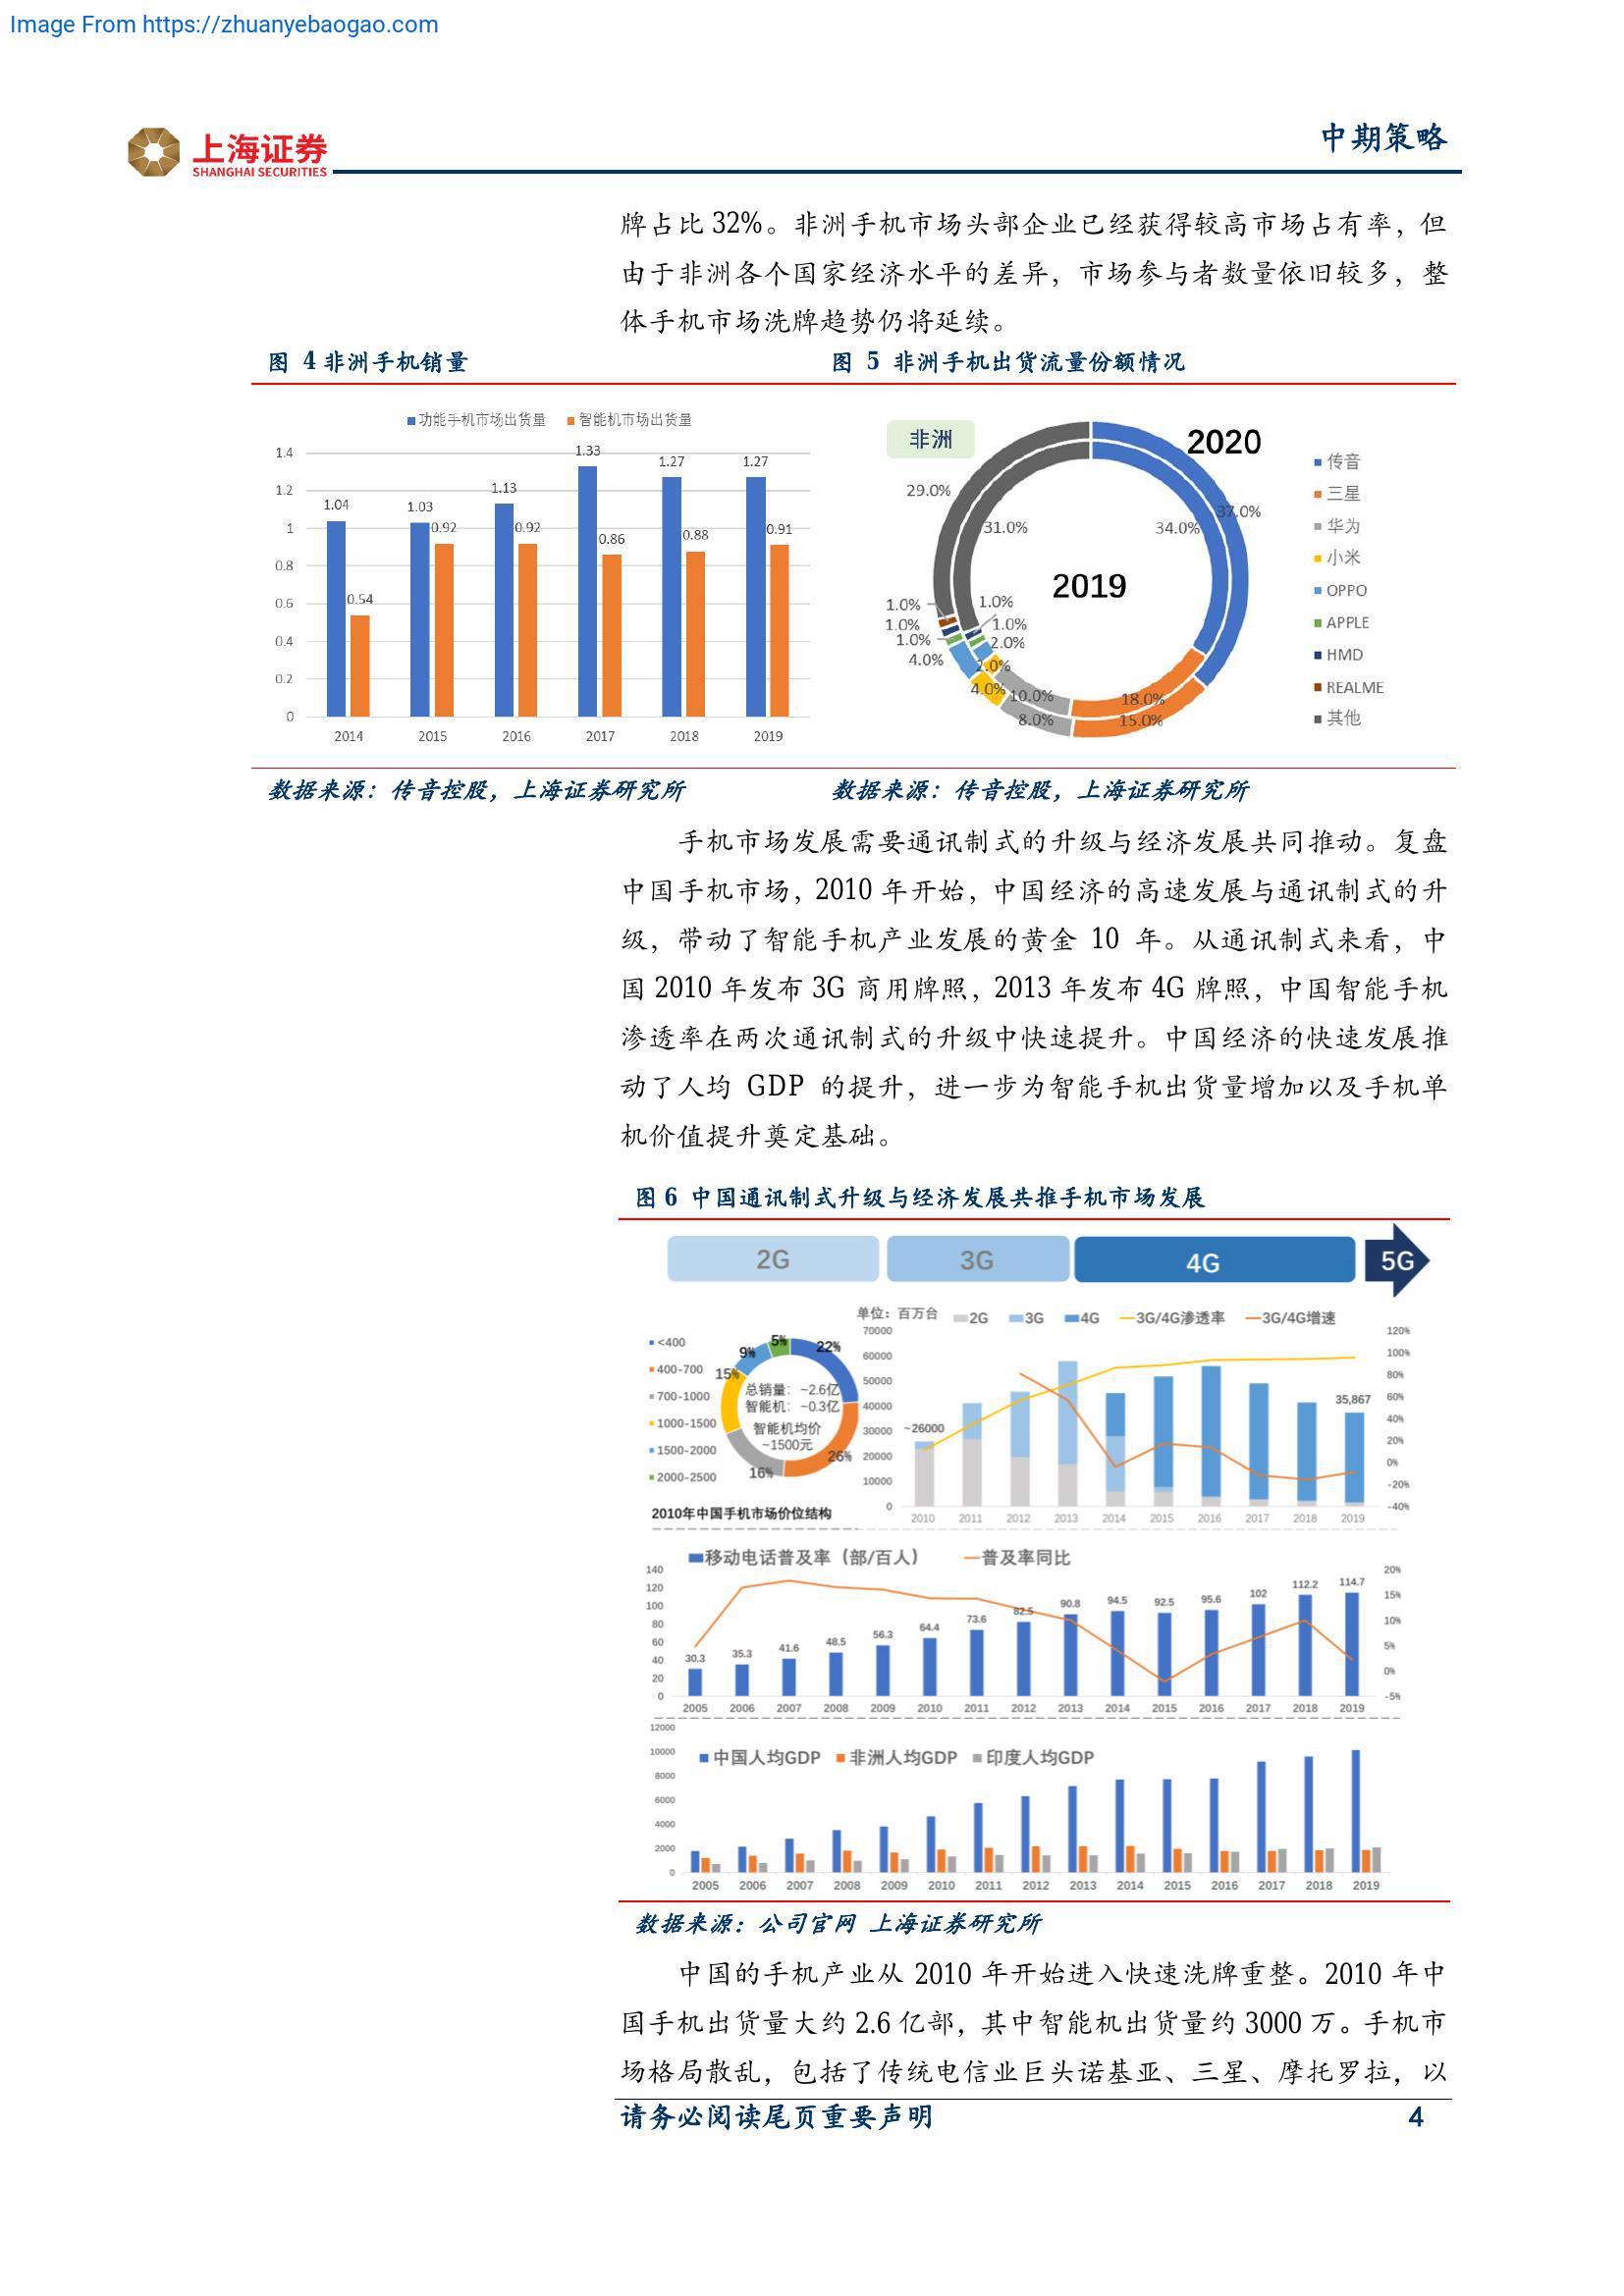 Image From https://zhuanyebaogao.com
上海证券
SHANGHAI SECURITIES
中期策略
牌占比 32%。非洲手机市场头部企业已经获得较高市场占有率，但
由于非洲各个国家经济水平的差异，市场参与者数量依旧较多，整
体手机市场洗牌趋势仍将延续。
图 4 非洲手机销量
图 5 非洲手机出货流量份额情况
功能手机市场出货量 智能机市场出货量
1.4
1.2
1
0.8
0.6
0.4
0.2
0
1.04 1.03 1.13 1.33 1.27 1.27
0.54 0.92 0.92 0.86 0.88 0.91
2014 2015 2016 2017 2018 2019
非洲
2020
2019
37.0%
34.0%
29.0%
31.0%
1.0%
1.0%
1.0%
4.0%
4.0%
8.0%
15.0%
1.0%
1.0%
2.0%
2.0%
10.0%
18.0%
传音
三星
华为
小米
OPPO
APPLE
HMD
REALME
其他
数据来源：传音控股，上海证券研究所
数据来源：传音控股，上海证券研究所
手机市场发展需要通讯制式的升级与经济发展共同推动。复盘
中国手机市场，2010 年开始，中国经济的高速发展与通讯制式的升
级，带动了智能手机产业发展的黄金 10 年。从通讯制式来看，中
国 2010 年发布 3G 商用牌照，2013 年发布 4G 牌照，中国智能手机
渗透率在两次通讯制式的升级中快速提升。中国经济的快速发展推
动了人均 GDP 的提升，进一步为智能手机出货量增加以及手机单
机价值提升奠定基础。
图 6 中国通讯制式升级与经济发展共推手机市场发展
2G 3G 4G 5G
<400
400-700
700-1000
1000-1500
1500-2000
2000-2500
5% 22%
9%
15%
26%
16%
总销量：~2.6亿
智能机：~0.3亿
智能机均价
~1500元
2010年中国手机市场价位结构
单位：百万台 2G 3G 4G 3G/4G渗透率 3G/4G增速
70000
60000
50000
40000
30000
20000
10000
0
~26000
35,867
120%
100%
80%
60%
40%
20%
0%
-20%
-40%
2010 2011 2012 2013 2014 2015 2016 2017 2018 2019
移动电话普及率（部/百人） 普及率同比
140
120
100
80
60
40
20
0
30.3 35.3 41.6 48.5 56.3 64.4 73.6 82.5 90.8 94.5 92.5 95.6 102 112.2 114.7
20%
15%
10%
5%
0%
-5%
2005 2006 2007 2008 2009 2010 2011 2012 2013 2014 2015 2016 2017 2018 2019
中国人均GDP 非洲人均GDP 印度人均GDP
12000
10000
8000
6000
4000
2000
0
2005 2006 2007 2008 2009 2010 2011 2012 2013 2014 2015 2016 2017 2018 2019
数据来源：公司官网 上海证券研究所
中国的手机产业从 2010 年开始进入快速洗牌重整。2010 年中
国手机出货量大约 2.6 亿部，其中智能机出货量约 3000 万。手机市
场格局散乱，包括了传统电信业巨头诺基亚、三星、摩托罗拉，以
请务必阅读尾页重要声明
4